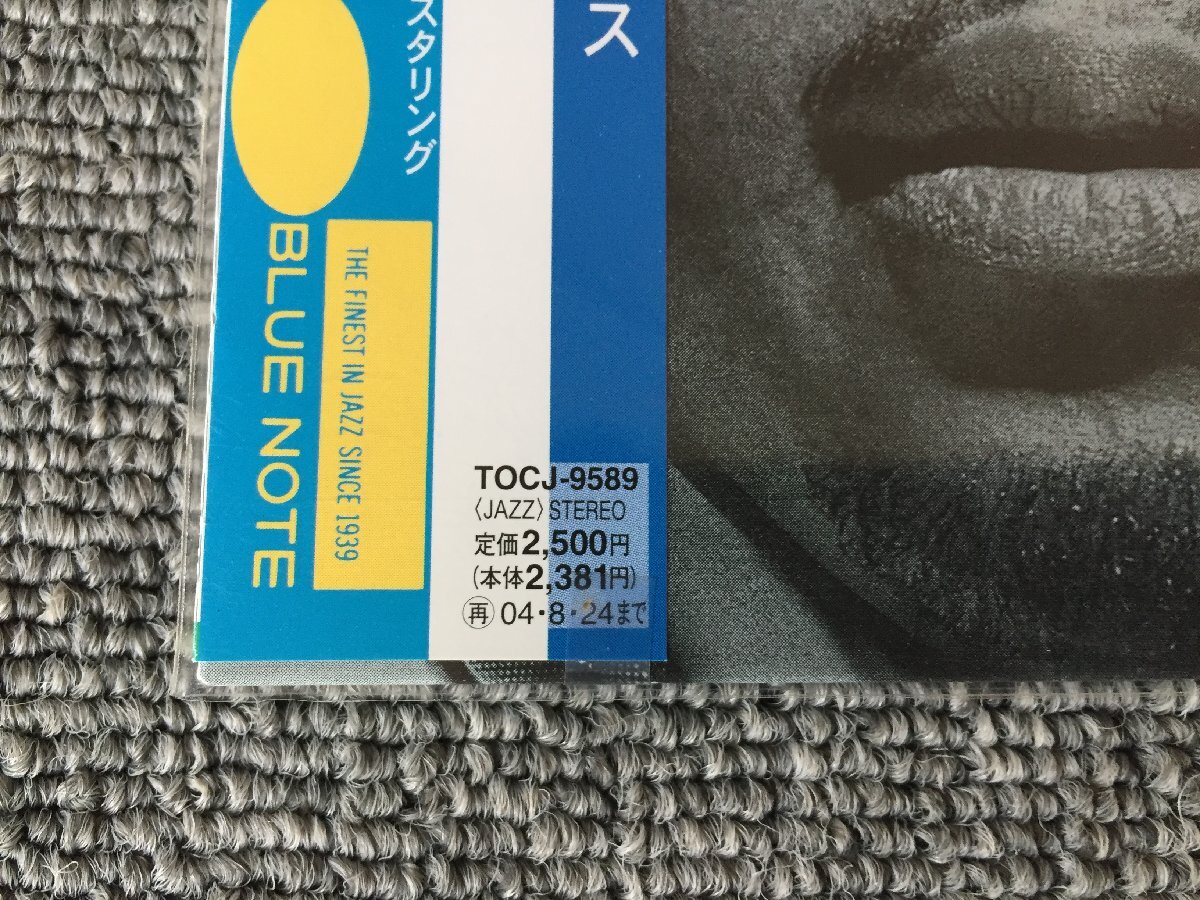 ス
スタリング
BLUE NOTE
THE FINEST IN JAZZ SINCE 1939
TOCJ-9589
〈JAZZ〉STEREO
定価2,500円
(本体2,381円)
再 04・8・24まで